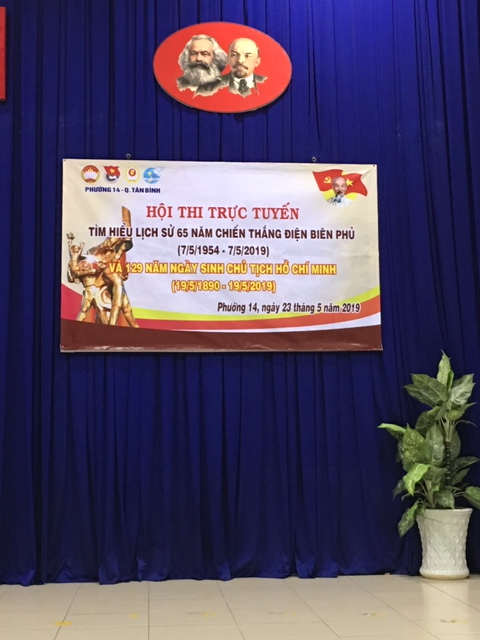 PHƯỜNG 14 - Q. TÂN BÌNH
HỘI THI TRỰC TUYẾN
TÌM HIỂU LỊCH SỬ 65 NĂM CHIẾN THẮNG ĐIỆN BIÊN PHỦ
(7/5/1954 - 7/5/2019)
VÀ 129 NĂM NGÀY SINH CHỦ TỊCH HỒ CHÍ MINH
(19/5/1890 - 19/5/2019)
Phường 14, ngày 23 tháng 5 năm 2019